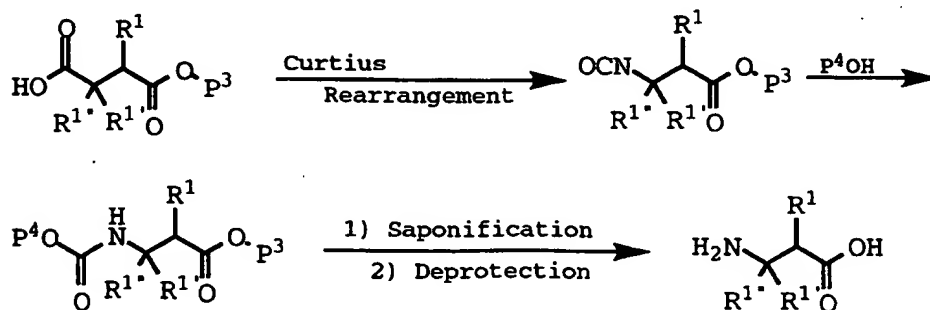 O R¹ HO O P³ R¹" R¹' O
Curtius
Rearrangement
OCN R¹ O P³ R¹" R¹' O
P⁴OH
P⁴O H N R¹ O P³ O R¹" R¹' O
1) Saponification
2) Deprotection
H₂N R¹ OH R¹" R¹' O